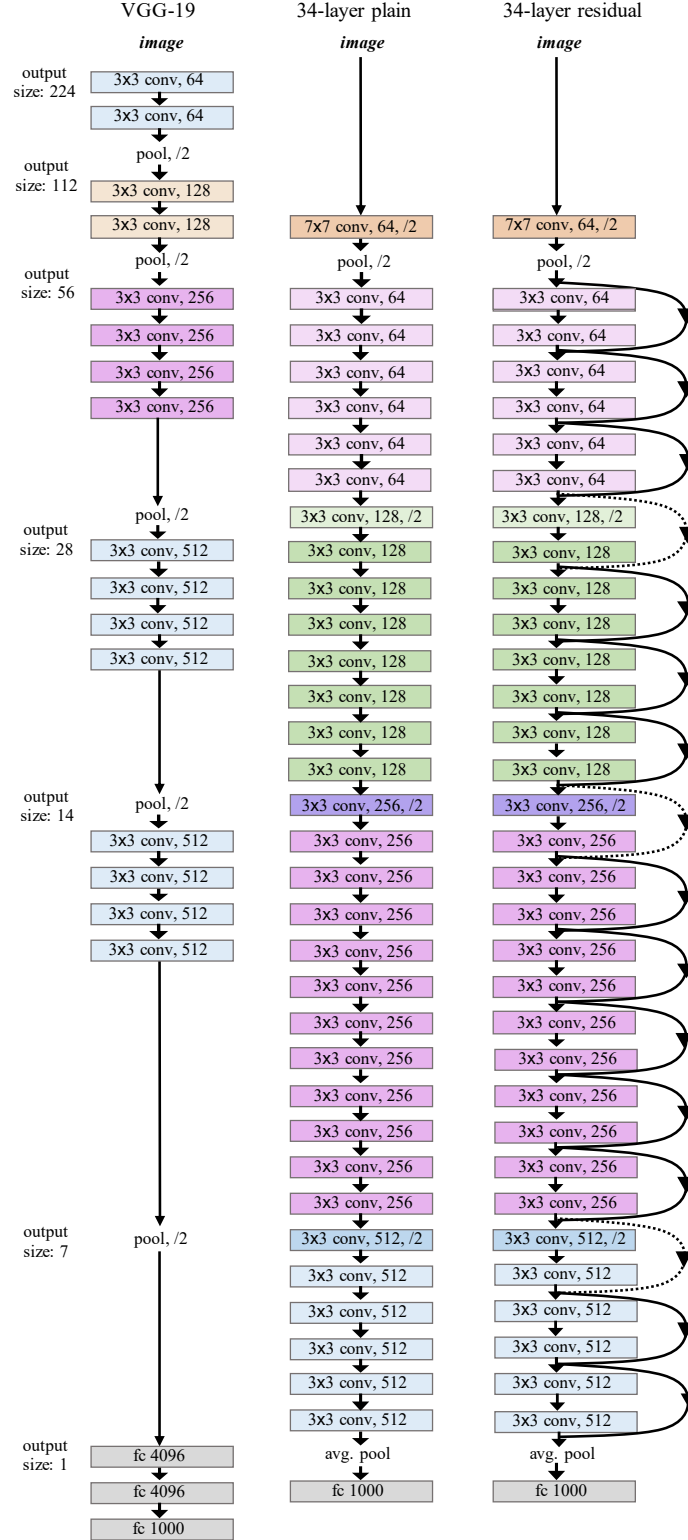 output
size: 224
output
size: 112
output
size: 56
output
size: 28
output
size: 14
output
size: 7
output
size: 1
VGG-19
image
3x3 conv, 64
3x3 conv, 64
pool, /2
3x3 conv, 128
3x3 conv, 128
pool, /2
3x3 conv, 256
3x3 conv, 256
3x3 conv, 256
3x3 conv, 256
pool, /2
3x3 conv, 512
3x3 conv, 512
3x3 conv, 512
3x3 conv, 512
pool, /2
3x3 conv, 512
3x3 conv, 512
3x3 conv, 512
3x3 conv, 512
pool, /2
fc 4096
fc 4096
fc 1000
34-layer plain
image
7x7 conv, 64, /2
pool, /2
3x3 conv, 64
3x3 conv, 64
3x3 conv, 64
3x3 conv, 64
3x3 conv, 64
3x3 conv, 64
3x3 conv, 128, /2
3x3 conv, 128
3x3 conv, 128
3x3 conv, 128
3x3 conv, 128
3x3 conv, 128
3x3 conv, 128
3x3 conv, 128
3x3 conv, 256, /2
3x3 conv, 256
3x3 conv, 256
3x3 conv, 256
3x3 conv, 256
3x3 conv, 256
3x3 conv, 256
3x3 conv, 256
3x3 conv, 256
3x3 conv, 256
3x3 conv, 256
3x3 conv, 256
3x3 conv, 512, /2
3x3 conv, 512
3x3 conv, 512
3x3 conv, 512
3x3 conv, 512
3x3 conv, 512
avg. pool
fc 1000
34-layer residual
image
7x7 conv, 64, /2
pool, /2
3x3 conv, 64
3x3 conv, 64
3x3 conv, 64
3x3 conv, 64
3x3 conv, 64
3x3 conv, 64
3x3 conv, 128, /2
3x3 conv, 128
3x3 conv, 128
3x3 conv, 128
3x3 conv, 128
3x3 conv, 128
3x3 conv, 128
3x3 conv, 128
3x3 conv, 256, /2
3x3 conv, 256
3x3 conv, 256
3x3 conv, 256
3x3 conv, 256
3x3 conv, 256
3x3 conv, 256
3x3 conv, 256
3x3 conv, 256
3x3 conv, 256
3x3 conv, 256
3x3 conv, 256
3x3 conv, 512, /2
3x3 conv, 512
3x3 conv, 512
3x3 conv, 512
3x3 conv, 512
3x3 conv, 512
avg. pool
fc 1000